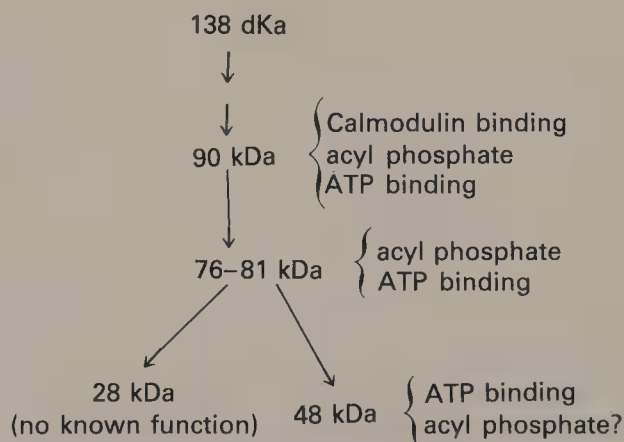 138 dKa
90 kDa
Calmodulin binding
acyl phosphate
ATP binding
76–81 kDa
acyl phosphate
ATP binding
28 kDa
(no known function)
48 kDa
ATP binding
acyl phosphate?